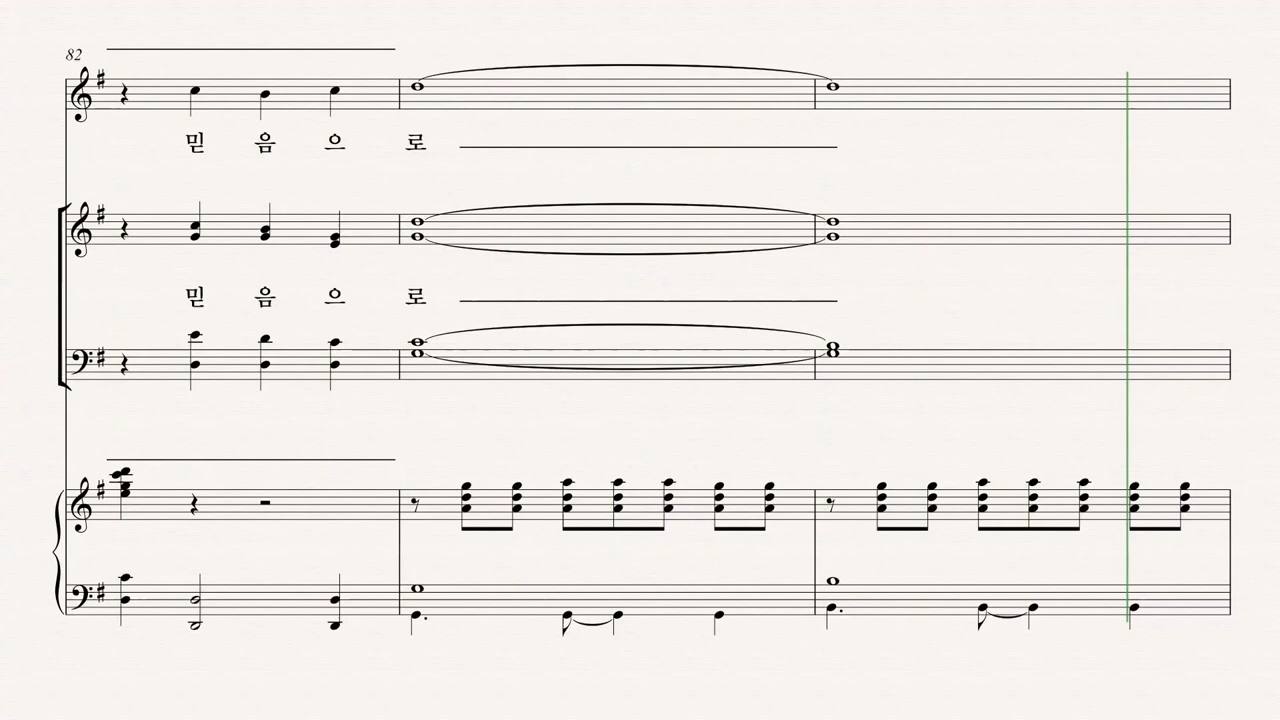 82
믿 음 으 로
믿 음 으 로